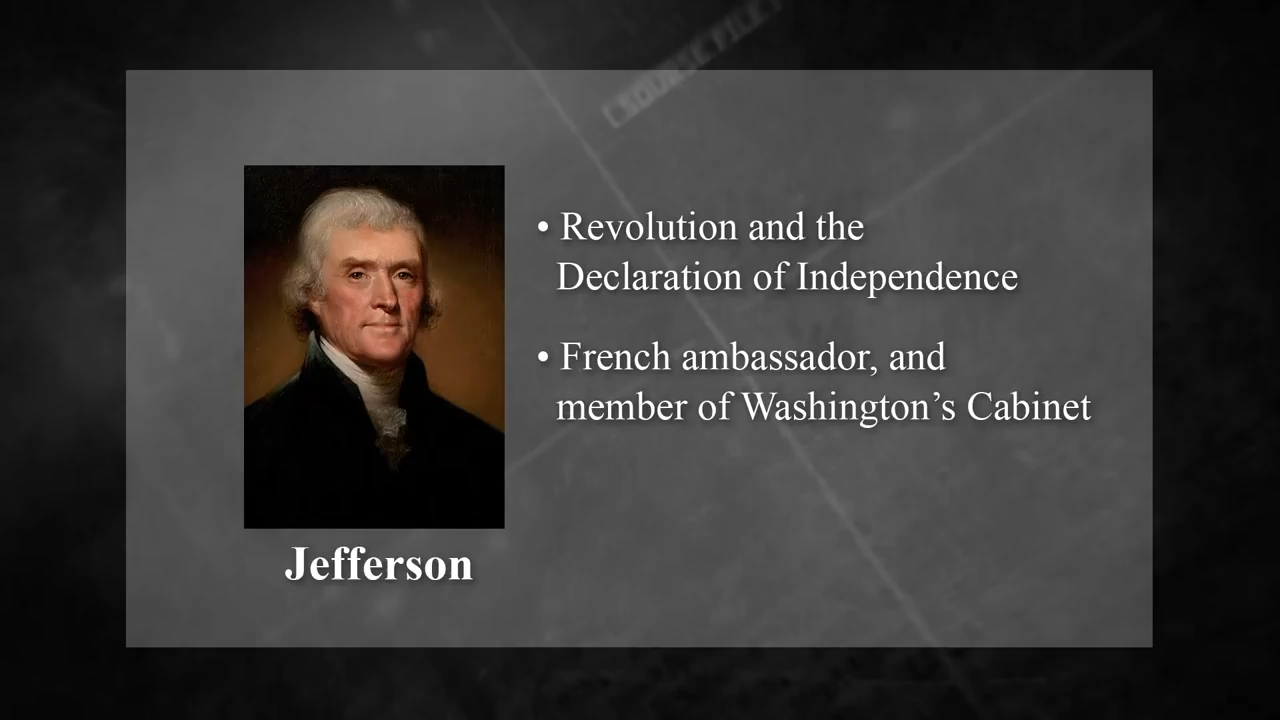 • Revolution and the
Declaration of Independence
• French ambassador, and
member of Washington’s Cabinet
Jefferson